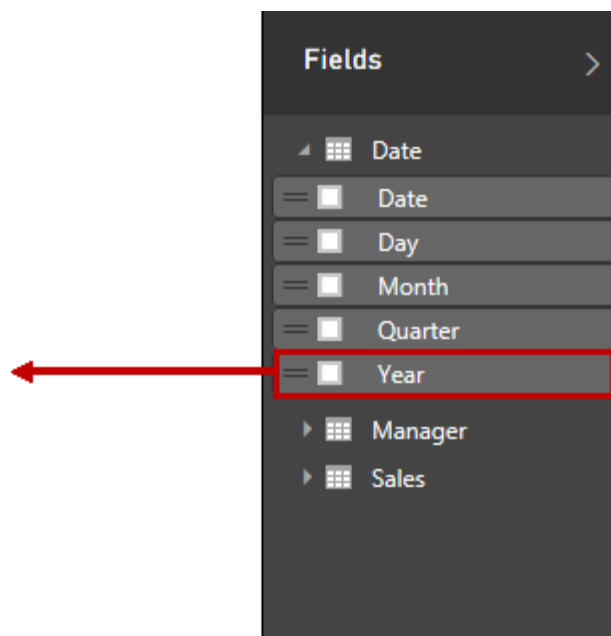 Fields
Date
Date
Day
Month
Quarter
Year
Manager
Sales